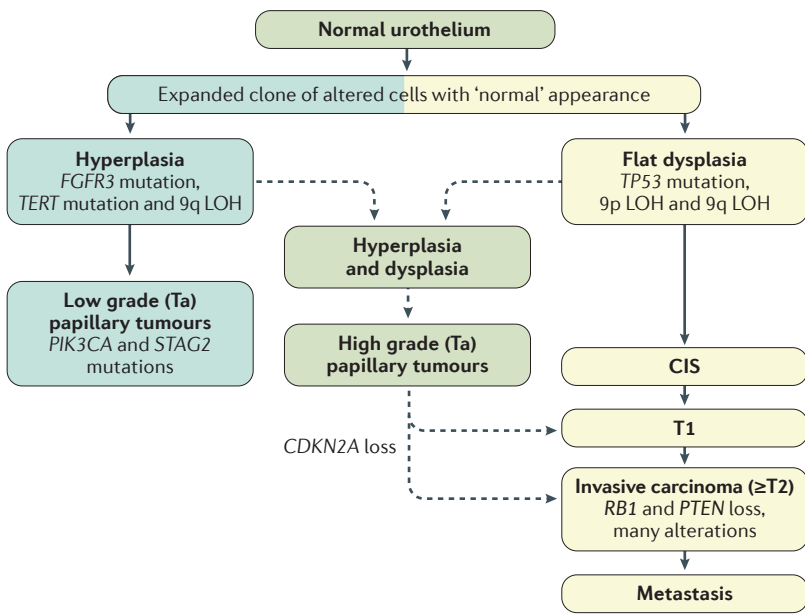 Normal urothelium
Expanded clone of altered cells with ‘normal’ appearance
Hyperplasia
FGFR3 mutation,
TERT mutation and 9q LOH
Flat dysplasia
TP53 mutation,
9p LOH and 9q LOH
Hyperplasia
and dysplasia
Low grade (Ta)
papillary tumours
PIK3CA and STAG2
mutations
High grade (Ta)
papillary tumours
CIS
T1
CDKN2A loss
Invasive carcinoma (≥T2)
RB1 and PTEN loss,
many alterations
Metastasis